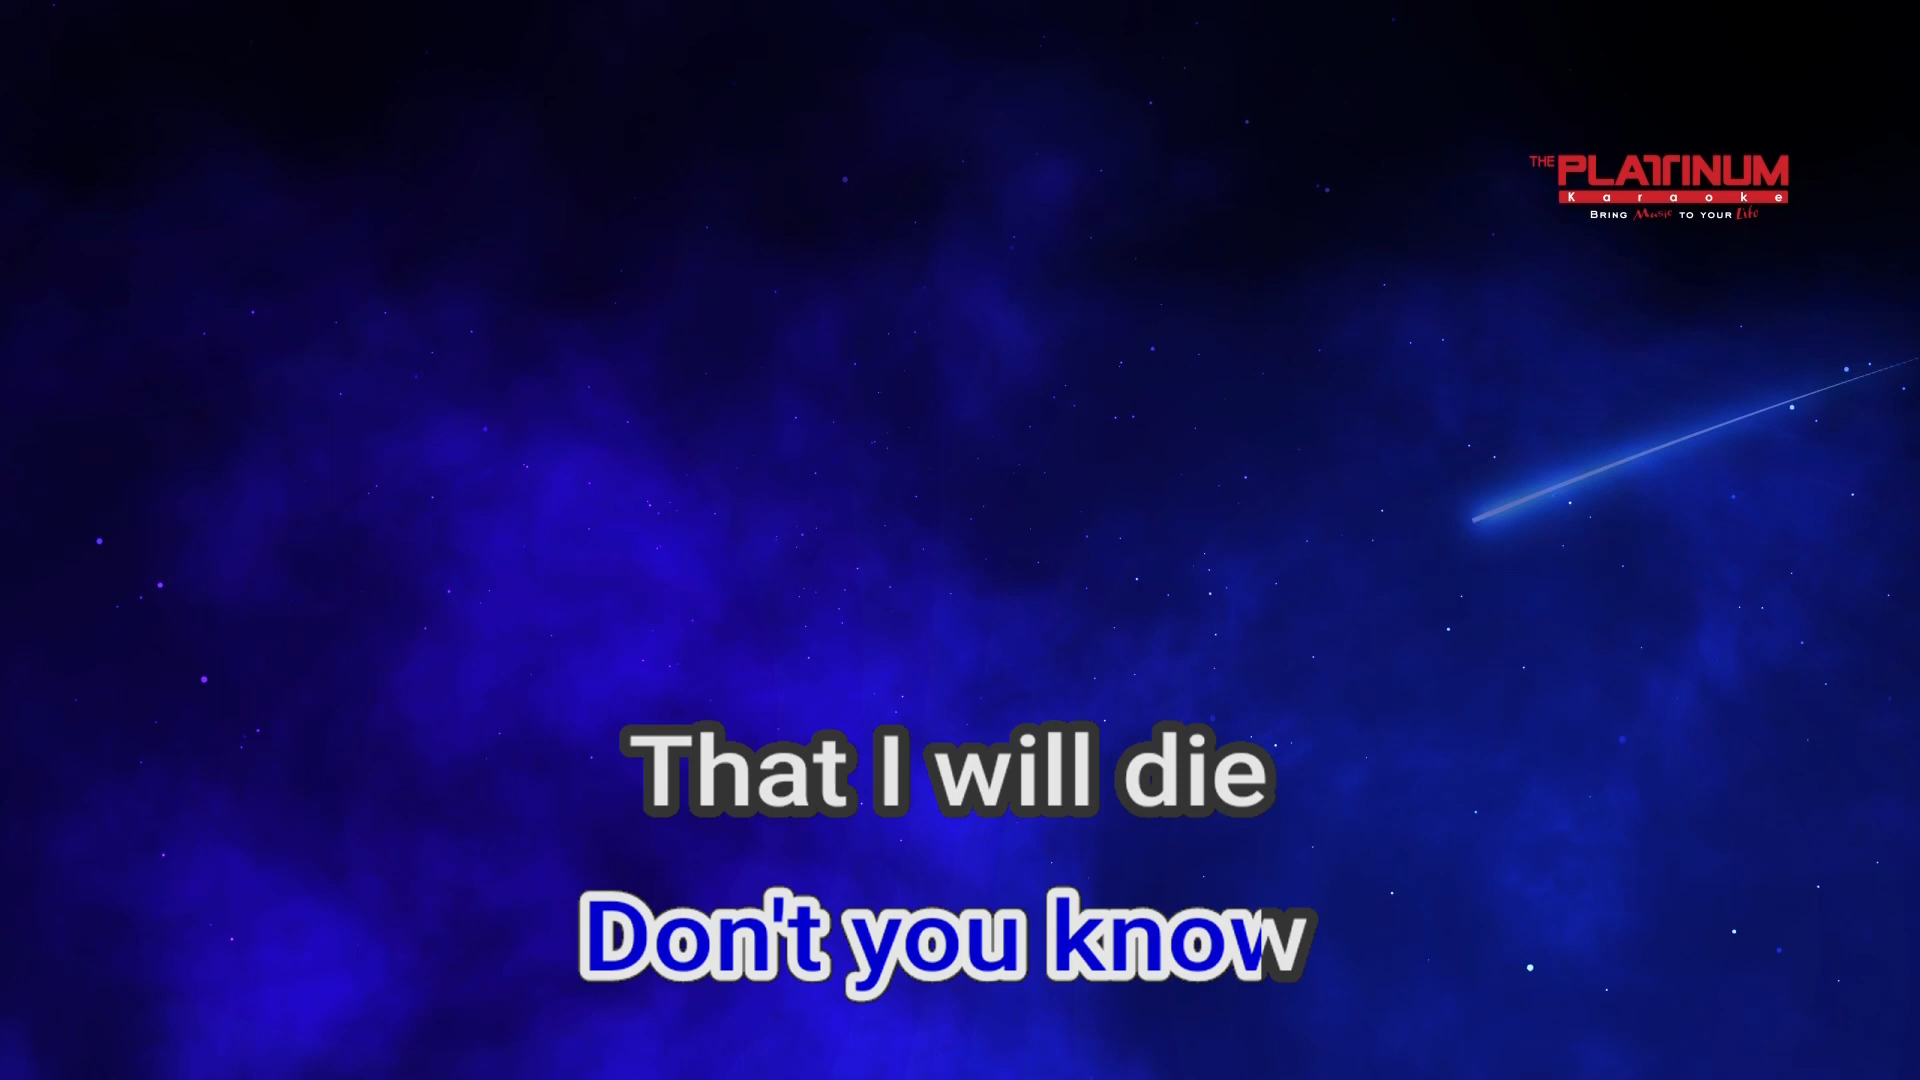 THE PLATINUM
Karaoke
BRING Music TO YOUR Life
That I will die
Don't you know